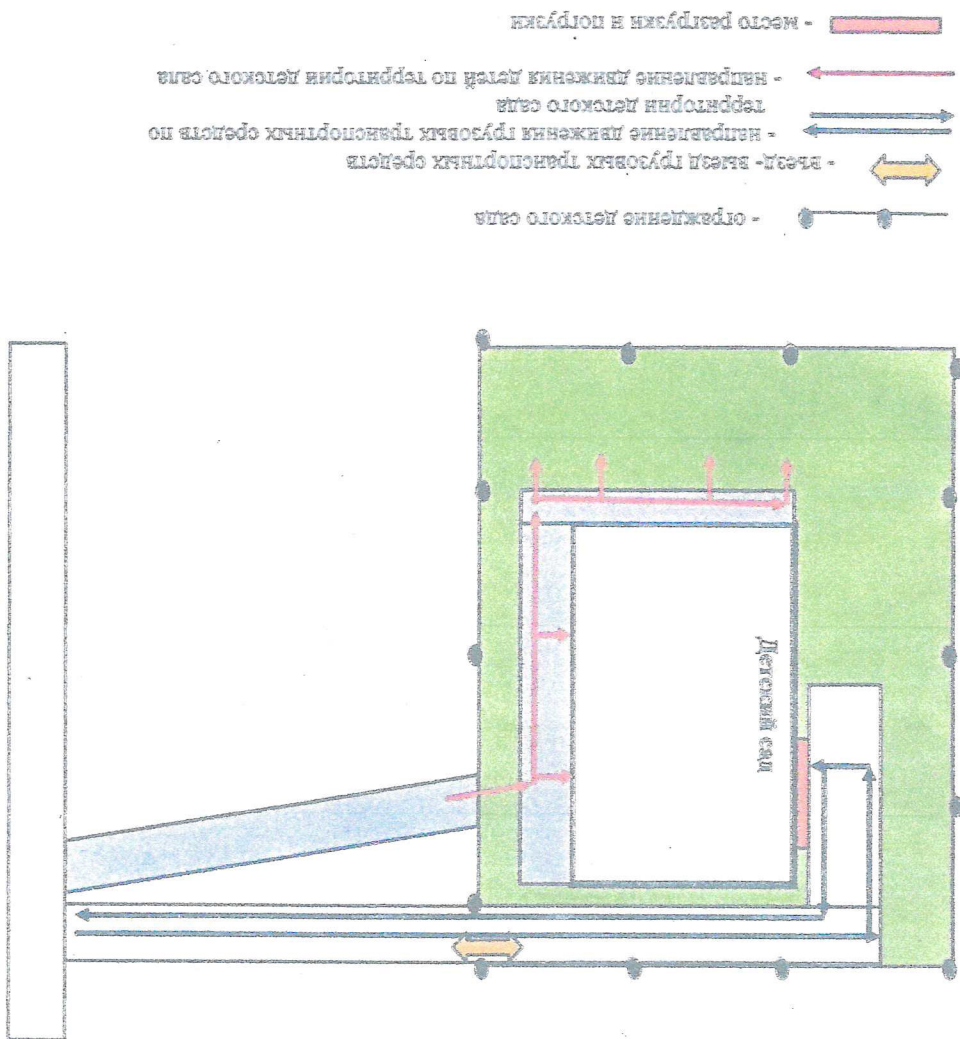 Детский сад
- ограждение детского сада
- въезд- выезд грузовых транспортных средств
- направление движения грузовых транспортных средств по
территории детского сада
- направление движения детей по территории детского сада
- место разгрузки и погрузки